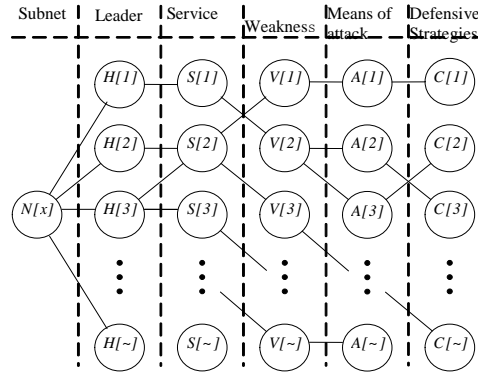 Subnet Leader Service Weakness Means of attack Defensive Strategies
H[1] S[1] V[1] A[1] C[1]
H[2] S[2] V[2] A[2] C[2]
N[x] H[3] S[3] V[3] A[3] C[3]
H[~] S[~] V[~] A[~] C[~]